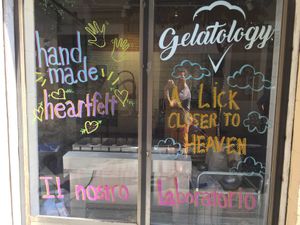 hand
made
heartfelt
Gelatology
A LICK
CLOSER TO
HEAVEN
Il nostro laboratorio